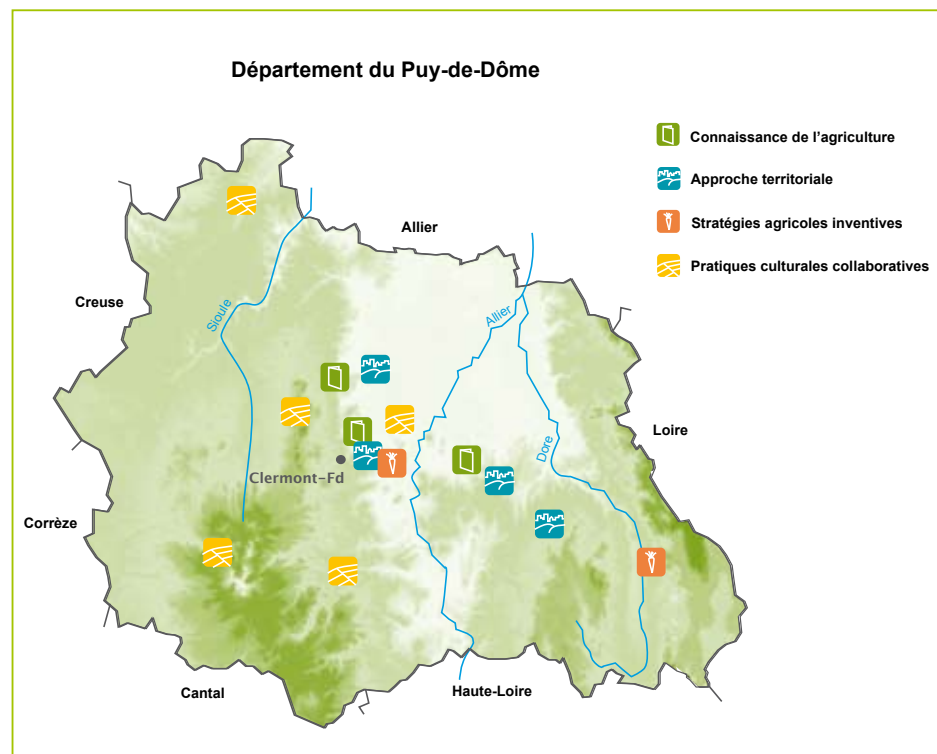 Département du Puy-de-Dôme
Connaissance de l'agriculture
Approche territoriale
Stratégies agricoles inventives
Pratiques culturales collaboratives
Allier
Creuse
Sioule
Allier
Loire
Dore
Clermont-Fd
Corrèze
Cantal
Haute-Loire